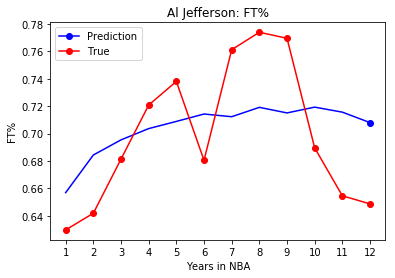 Al Jefferson: FT%
Prediction
True
0.78
0.76
0.74
0.72
0.70
0.68
0.66
0.64
FT%
1 2 3 4 5 6 7 8 9 10 11 12
Years in NBA